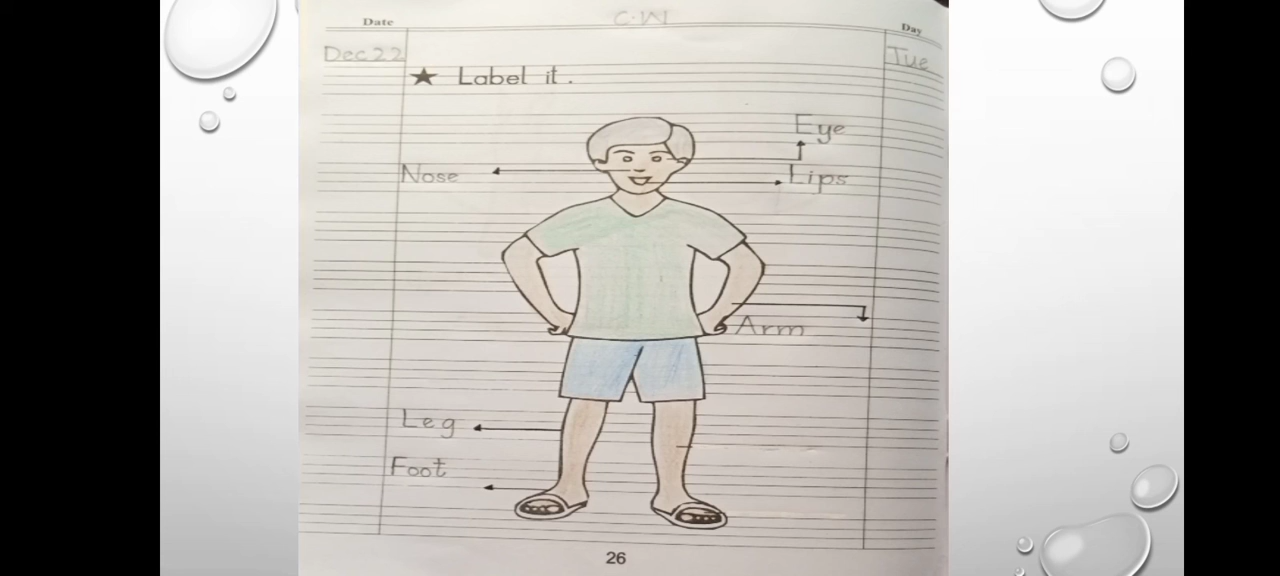 Date
C.W
Day
Dec 22
Tue
★ Label it.
Eye
Nose
Lips
Arm
Leg
Foot
26